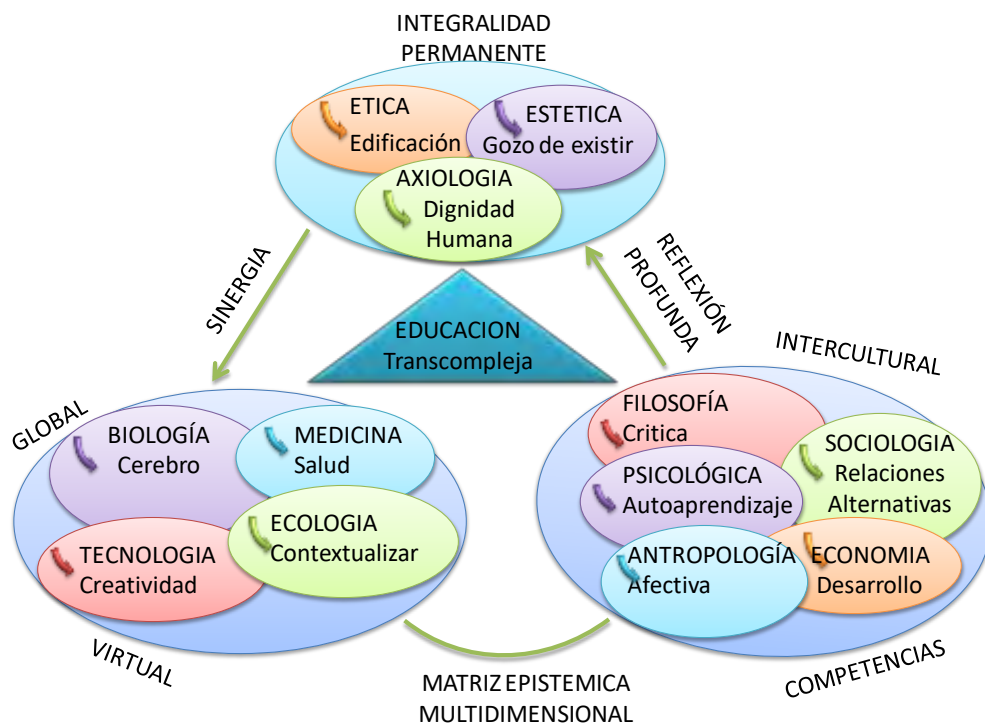 INTEGRALIDAD
PERMANENTE
ETICA
Edificación
ESTETICA
Gozo de existir
AXIOLOGIA
Dignidad
Humana
SINERGIA
REFLEXIÓN
PROFUNDA
EDUCACION
Transcompleja
GLOBAL
BIOLOGÍA
Cerebro
MEDICINA
Salud
ECOLOGIA
Contextualizar
TECNOLOGIA
Creatividad
VIRTUAL
INTERCULTURAL
FILOSOFÍA
Critica
SOCIOLOGIA
Relaciones
Alternativas
PSICOLÓGICA
Autoaprendizaje
ANTROPOLOGÍA
Afectiva
ECONOMIA
Desarrollo
COMPETENCIAS
MATRIZ EPISTEMICA
MULTIDIMENSIONAL